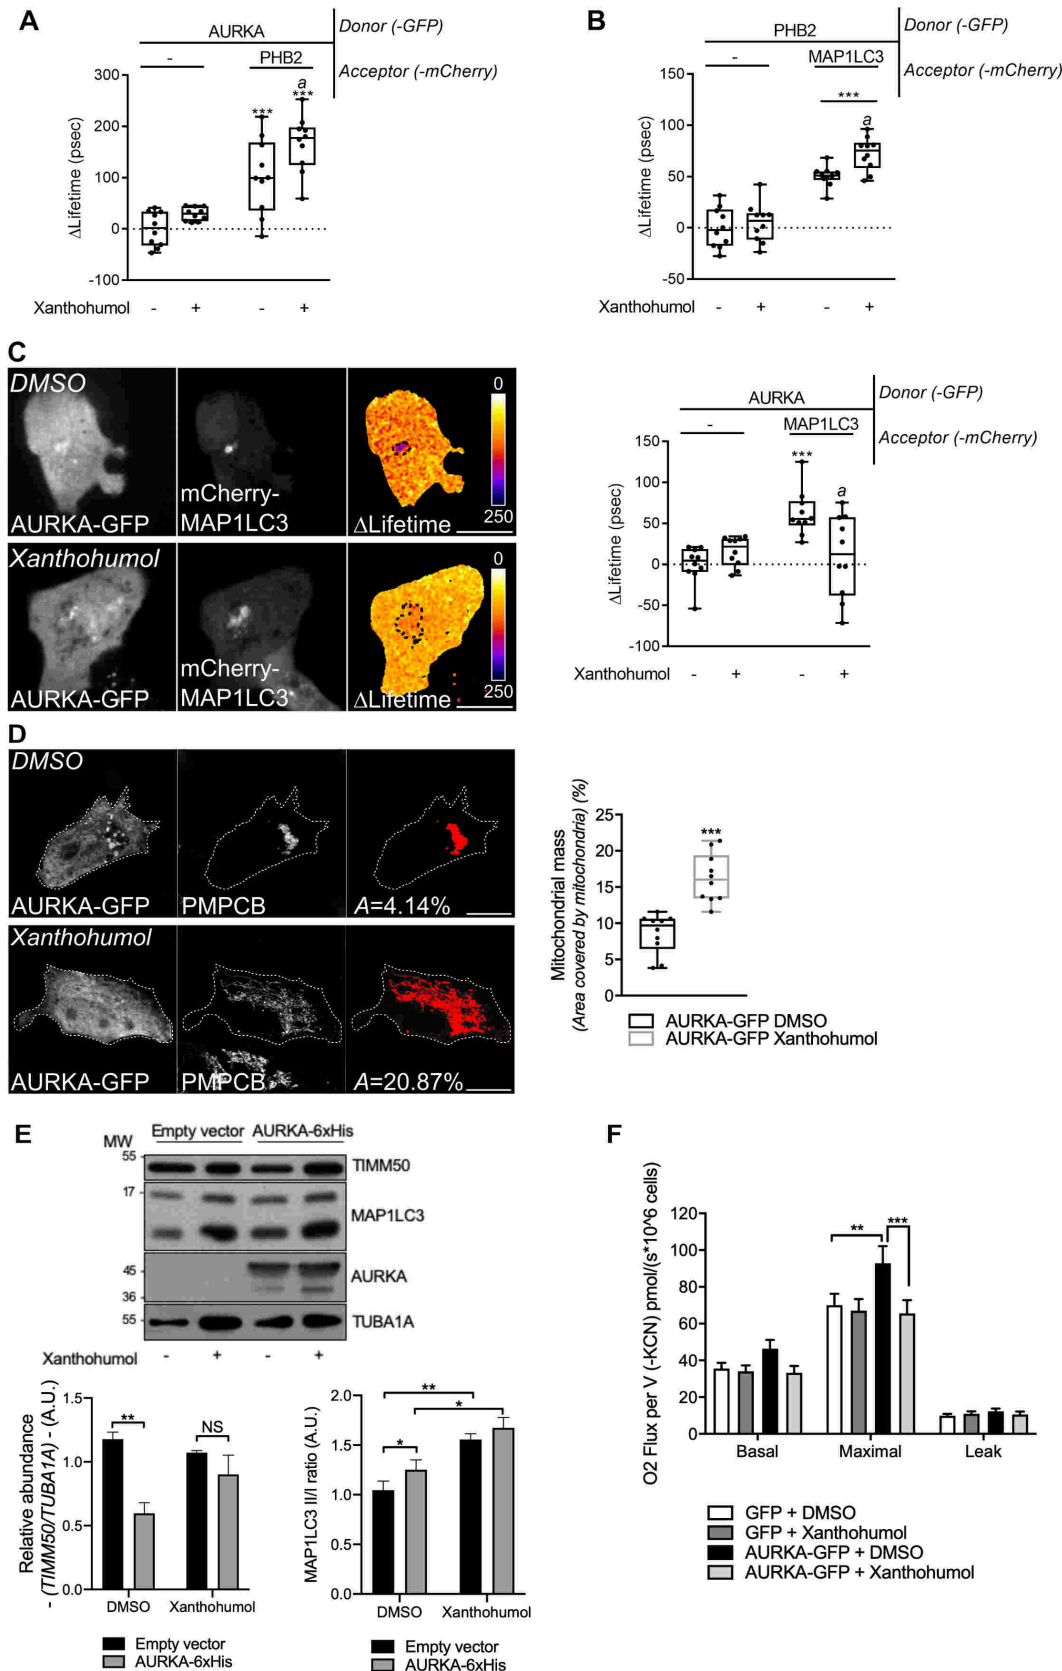 A
AURKA
Donor (-GFP)
-
PHB2
Acceptor (-mCherry)
300
200
100
0
-100
ΔLifetime (psec)
***
a
***
Xanthohumol - + - +
B
PHB2
Donor (-GFP)
-
MAP1LC3
Acceptor (-mCherry)
150
100
50
0
-50
ΔLifetime (psec)
***
a
Xanthohumol - + - +
C
DMSO
AURKA-GFP
mCherry-
MAP1LC3
ΔLifetime
0
250
Xanthohumol
AURKA-GFP
mCherry-
MAP1LC3
ΔLifetime
0
250
AURKA
Donor (-GFP)
-
MAP1LC3
Acceptor (-mCherry)
150
100
50
0
-50
-100
ΔLifetime (psec)
***
a
Xanthohumol - + - +
D
DMSO
AURKA-GFP
PMPCB
A=4.14%
Xanthohumol
AURKA-GFP
PMPCB
A=20.87%
Mitochondrial mass
(Area covered by mitochondria) (%)
25
20
15
10
5
0
***
AURKA-GFP DMSO
AURKA-GFP Xanthohumol
E
MW
Empty vector AURKA-6xHis
55
TIMM50
17
MAP1LC3
45
36
AURKA
55
TUBA1A
Xanthohumol - + - +
Relative abundance
- (TIMM50/TUBA1A) - (A.U.)
1.5
1.0
0.5
0.0
**
NS
DMSO Xanthohumol
Empty vector
AURKA-6xHis
MAP1LC3 II/I ratio (A.U.)
2.0
1.5
1.0
0.5
0.0
**
*
*
DMSO Xanthohumol
Empty vector
AURKA-6xHis
F
O2 Flux per V (-KCN) pmol/(s*10^6 cells)
120
100
80
60
40
20
0
**
***
Basal Maximal Leak
GFP + DMSO
GFP + Xanthohumol
AURKA-GFP + DMSO
AURKA-GFP + Xanthohumol